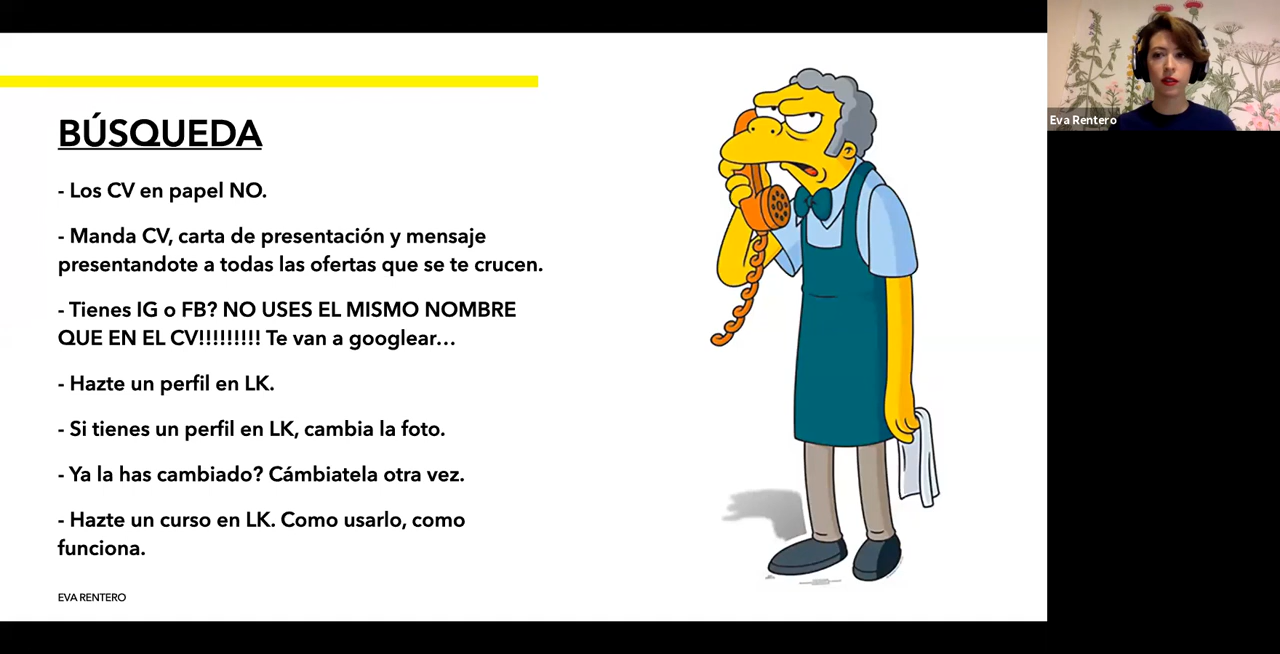 BÚSQUEDA
- Los CV en papel NO.
- Manda CV, carta de presentación y mensaje
presentandote a todas las ofertas que se te crucen.
- Tienes IG o FB? NO USES EL MISMO NOMBRE
QUE EN EL CV!!!!!!!!! Te van a googlear...
- Hazte un perfil en LK.
- Si tienes un perfil en LK, cambia la foto.
- Ya la has cambiado? Cámbiatela otra vez.
- Hazte un curso en LK. Como usarlo, como
funciona.
EVA RENTERO
Eva Rentero